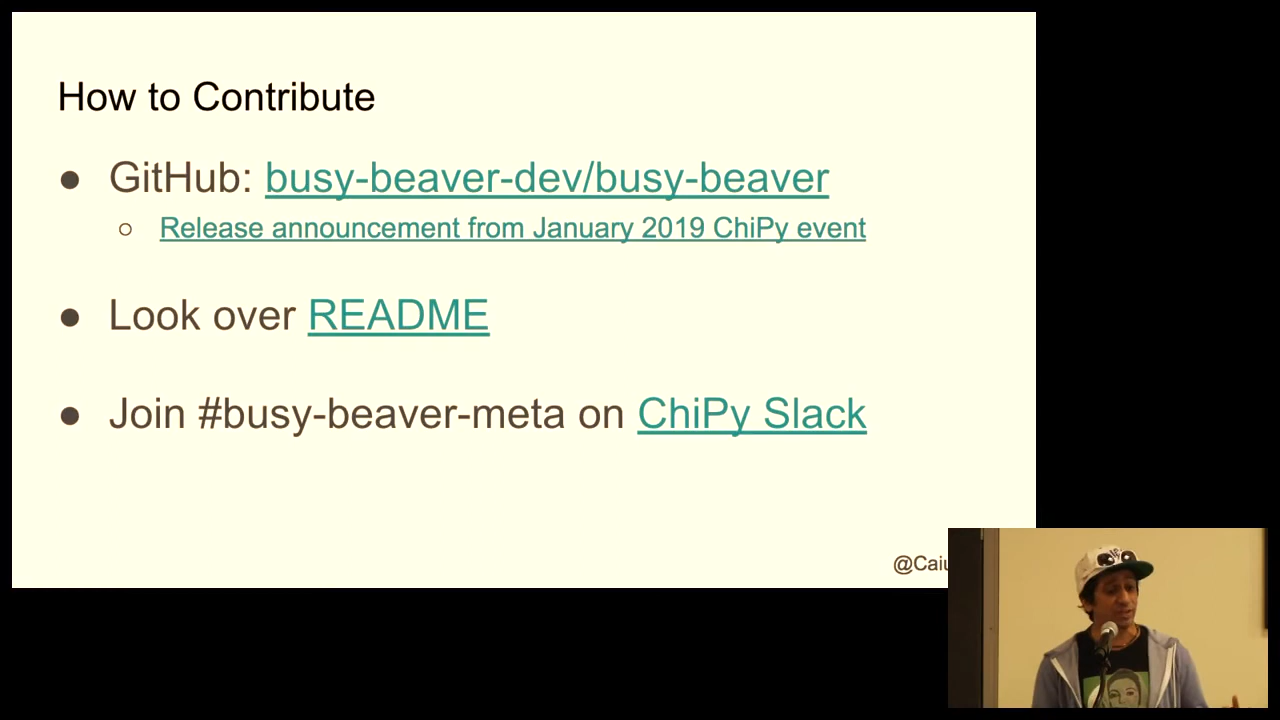 How to Contribute
● GitHub: busy-beaver-dev/busy-beaver
○ Release announcement from January 2019 ChiPy event
● Look over README
● Join #busy-beaver-meta on ChiPy Slack
@Caiu